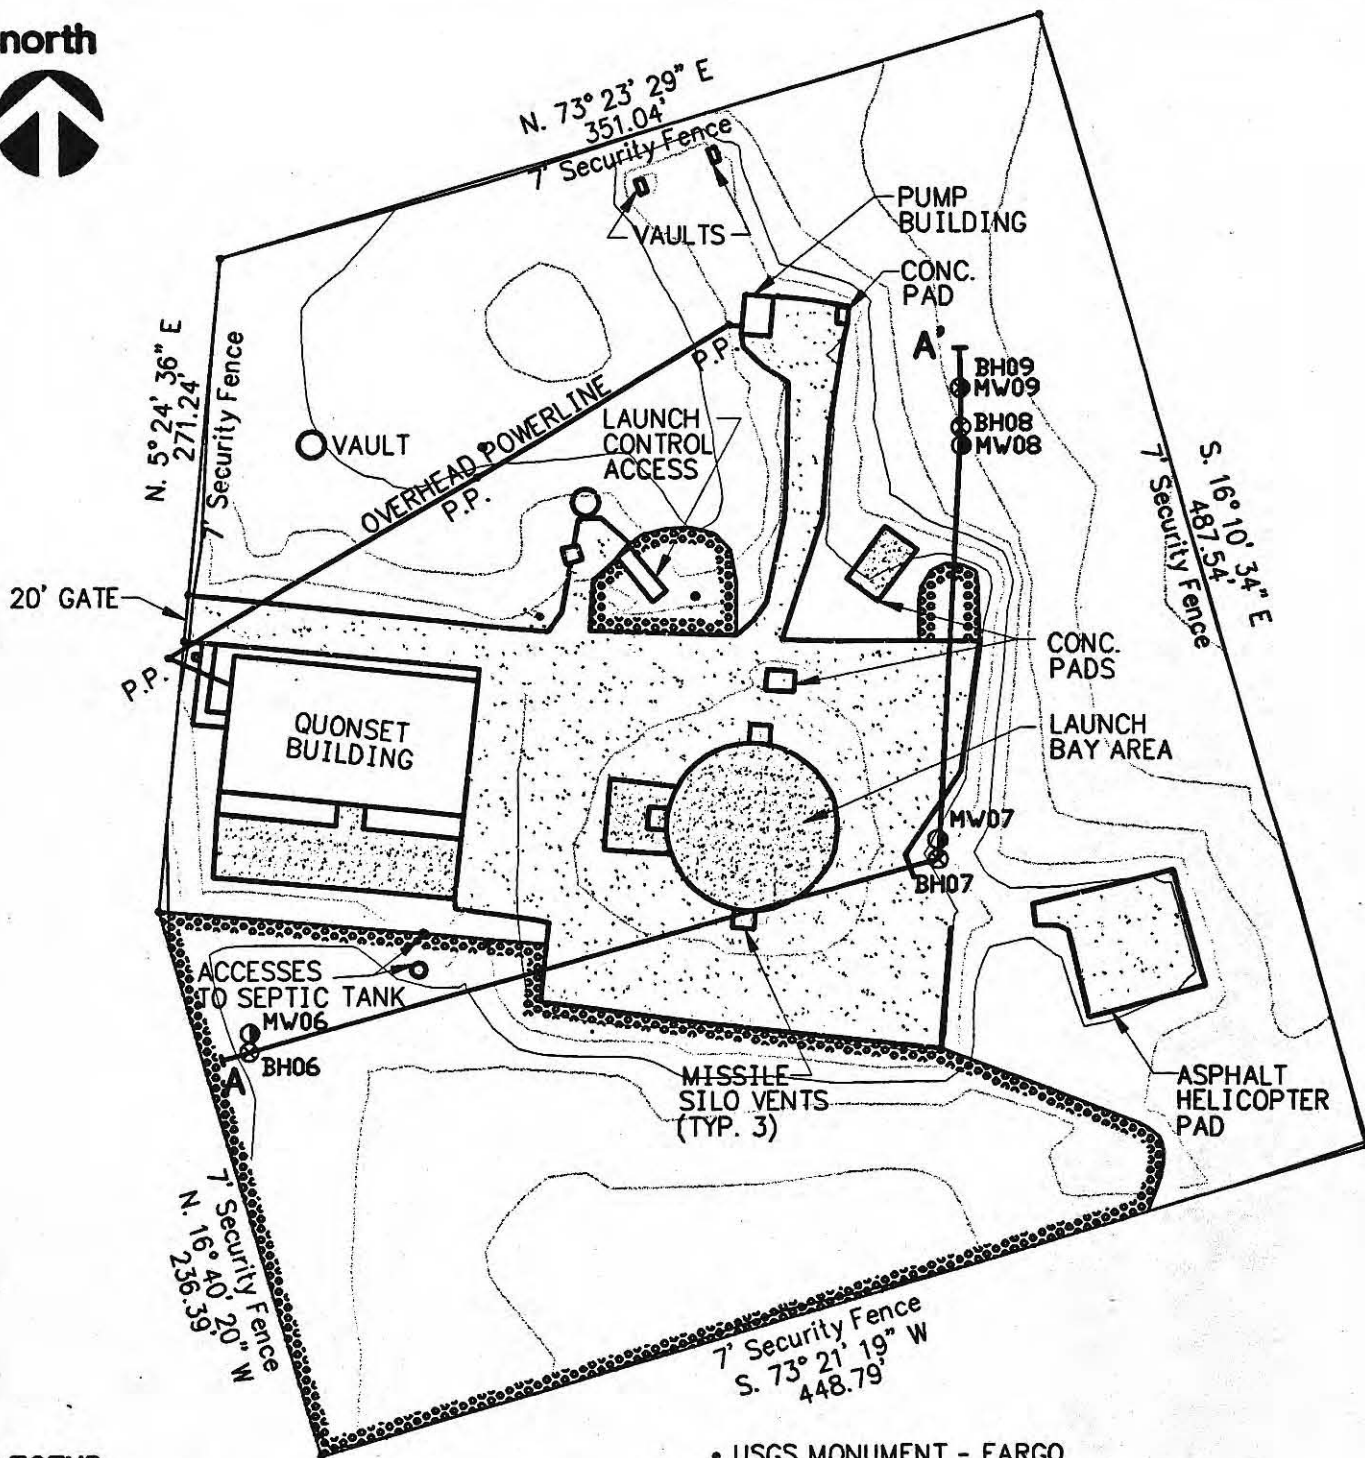 north
N. 73° 23' 29" E
351.04'
7' Security Fence
PUMP
BUILDING
VAULTS
CONC.
PAD
A'
P.P.
BH09
MW09
BH08
MW08
N. 5° 24' 36" E
271.24'
7' Security Fence
VAULT
OVERHEAD POWERLINE
P.P.
LAUNCH
CONTROL
ACCESS
S. 16° 10' 34" E
487.54'
7' Security Fence
20' GATE
P.P.
CONC.
PADS
QUONSET
BUILDING
LAUNCH
BAY AREA
MW07
BH07
ACCESSES
TO SEPTIC TANK
MW06
BH06
A
MISSILE
SILO VENTS
(TYP. 3)
ASPHALT
HELICOPTER
PAD
7' Security Fence
N. 16° 40' 20" W
236.39'
7' Security Fence
S. 73° 21' 19" W
448.79'
• USGS MONUMENT - FARGO